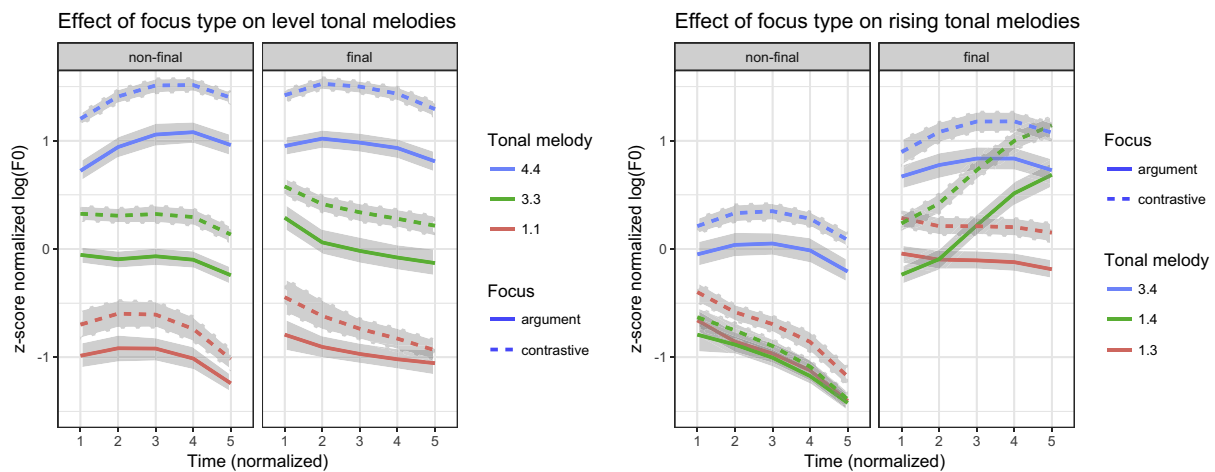 Effect of focus type on level tonal melodies
non-final
final
z-score normalized log(F0)
1
0
-1
1 2 3 4 5
1 2 3 4 5
Time (normalized)
Tonal melody
4.4
3.3
1.1
Focus
argument
contrastive
Effect of focus type on rising tonal melodies
non-final
final
z-score normalized log(F0)
1
0
-1
1 2 3 4 5
1 2 3 4 5
Time (normalized)
Focus
argument
contrastive
Tonal melody
3.4
1.4
1.3